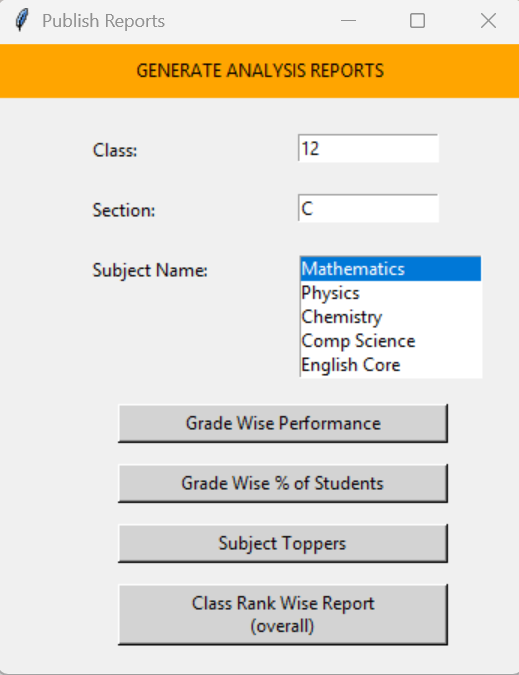 Publish Reports
GENERATE ANALYSIS REPORTS
Class: 12
Section: C
Subject Name: Mathematics
Physics
Chemistry
Comp Science
English Core
Grade Wise Performance
Grade Wise % of Students
Subject Toppers
Class Rank Wise Report
(overall)